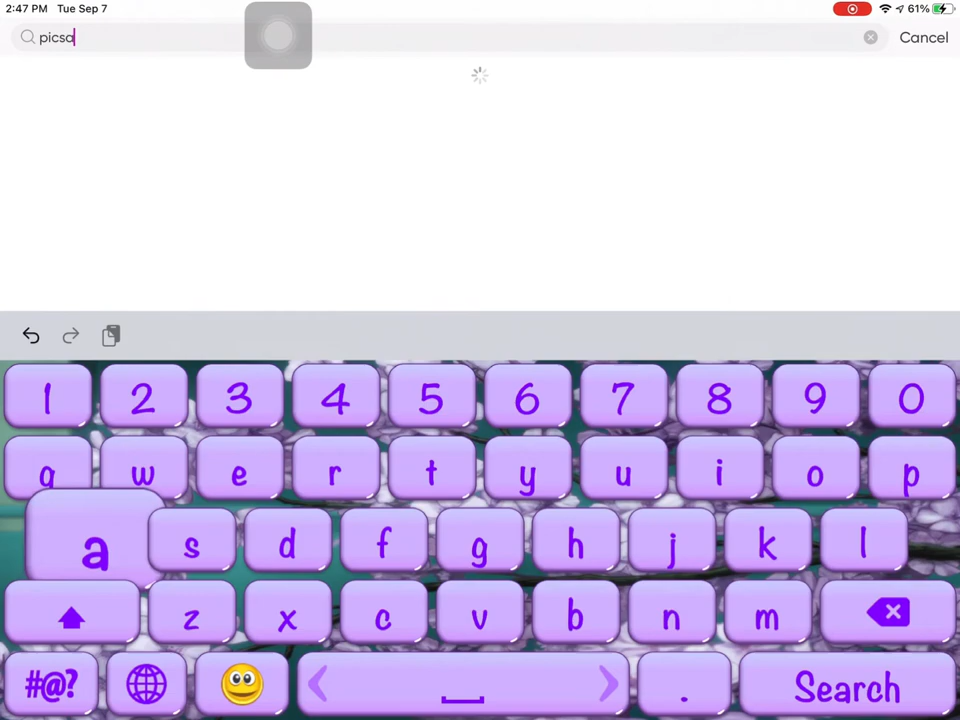 2:47 PM Tue Sep 7 61%
picsa Cancel
1 2 3 4 5 6 7 8 9 0
q w e r t y u i o p
a s d f g h j k l
z x c v b n m
#@? . Search